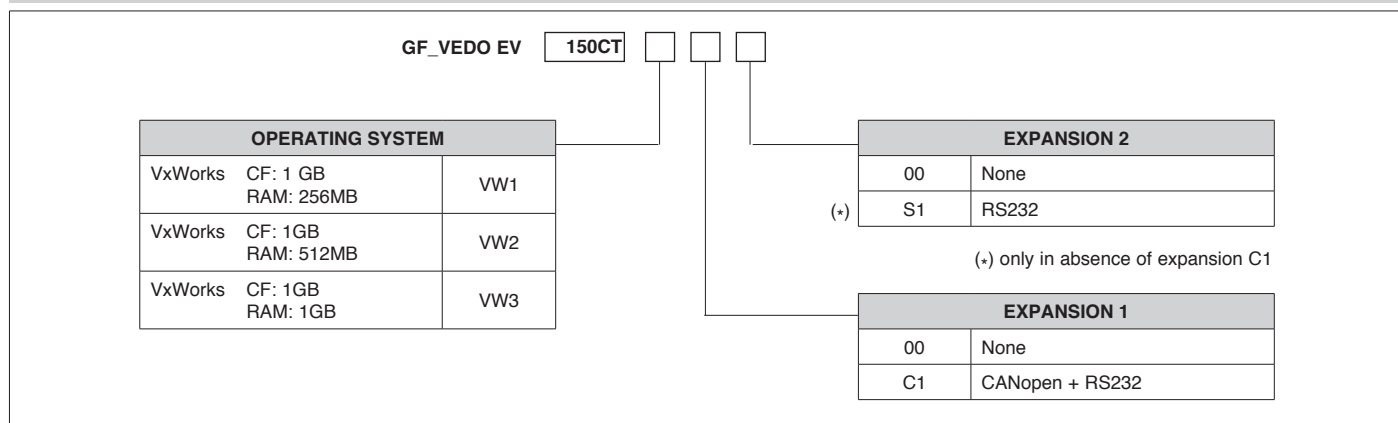 GF_VEDO EV 150CT
OPERATING SYSTEM
VxWorks CF: 1 GB
RAM: 256MB
VW1
VxWorks CF: 1GB
RAM: 512MB
VW2
VxWorks CF: 1GB
RAM: 1GB
VW3
EXPANSION 2
00 None
(*) S1 RS232
(*) only in absence of expansion C1
EXPANSION 1
00 None
C1 CANopen + RS232